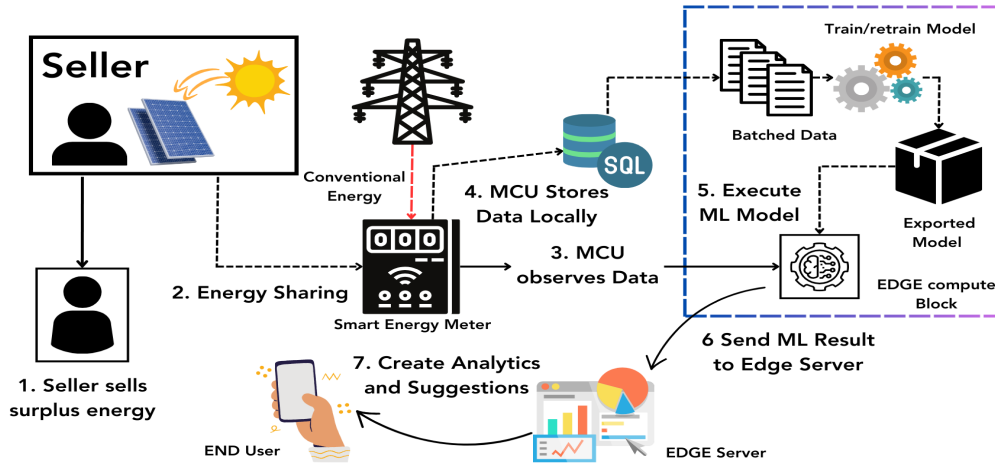 Seller
Train/retrain Model
Batched Data
SQL
Conventional
Energy
4. MCU Stores
Data Locally
5. Execute
ML Model
Exported
Model
000
3. MCU
observes Data
2. Energy Sharing
Smart Energy Meter
EDGE compute
Block
6 Send ML Result
to Edge Server
1. Seller sells
surplus energy
7. Create Analytics
and Suggestions
END User
EDGE Server